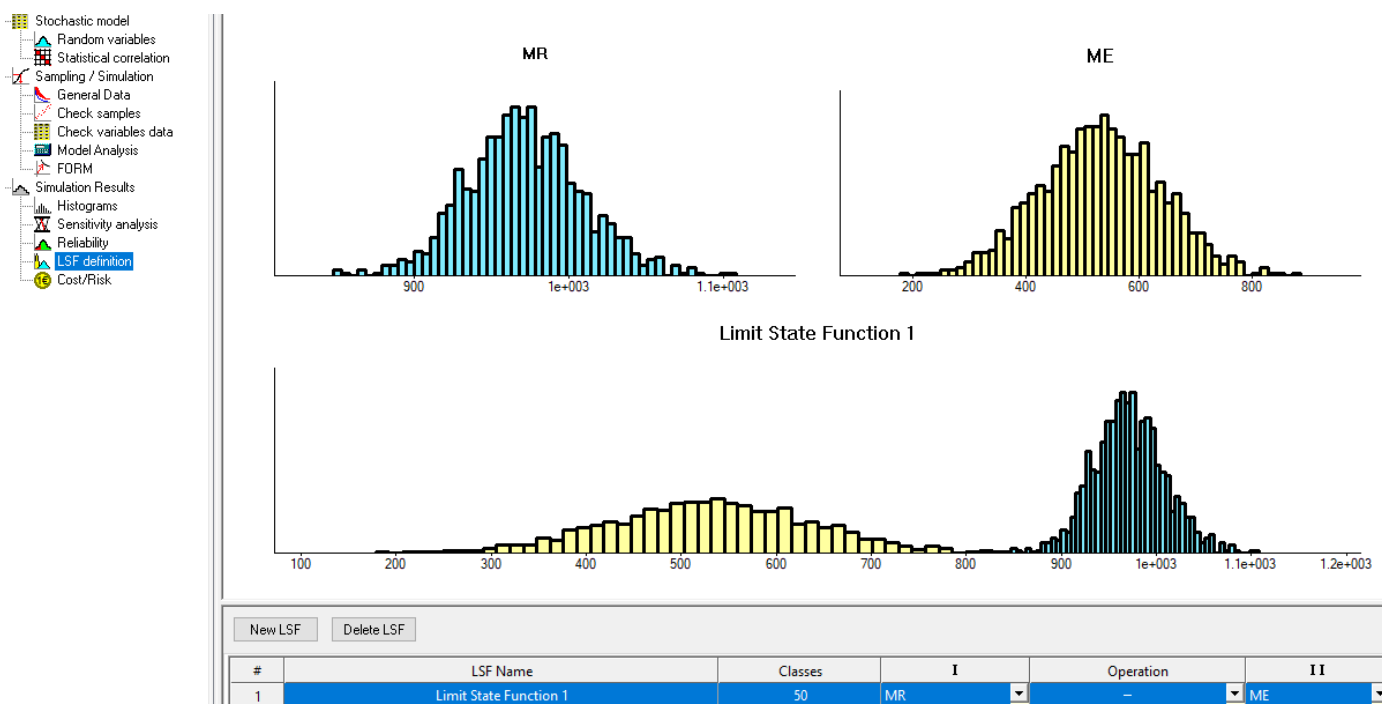 Stochastic model
Random variables
Statistical correlation
Sampling / Simulation
General Data
Check samples
Check variables data
Model Analysis
FORM
Simulation Results
Histograms
Sensitivity analysis
Reliability
LSF definition
Cost/Risk
MR
900 1e+003 1.1e+003
ME
200 400 600 800
Limit State Function 1
100 200 300 400 500 600 700 800 900 1e+003 1.1e+003 1.2e+003
New LSF Delete LSF
# LSF Name Classes I Operation II
1 Limit State Function 1 50 MR – ME